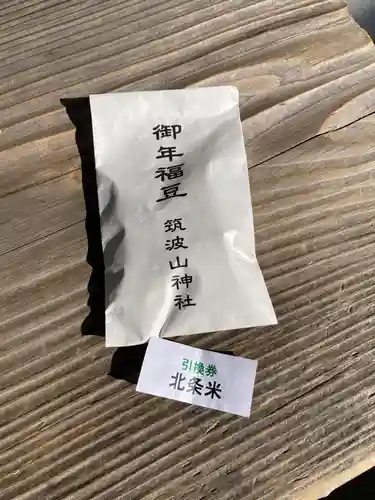 御年福豆
筑波山神社
引換券
北条米